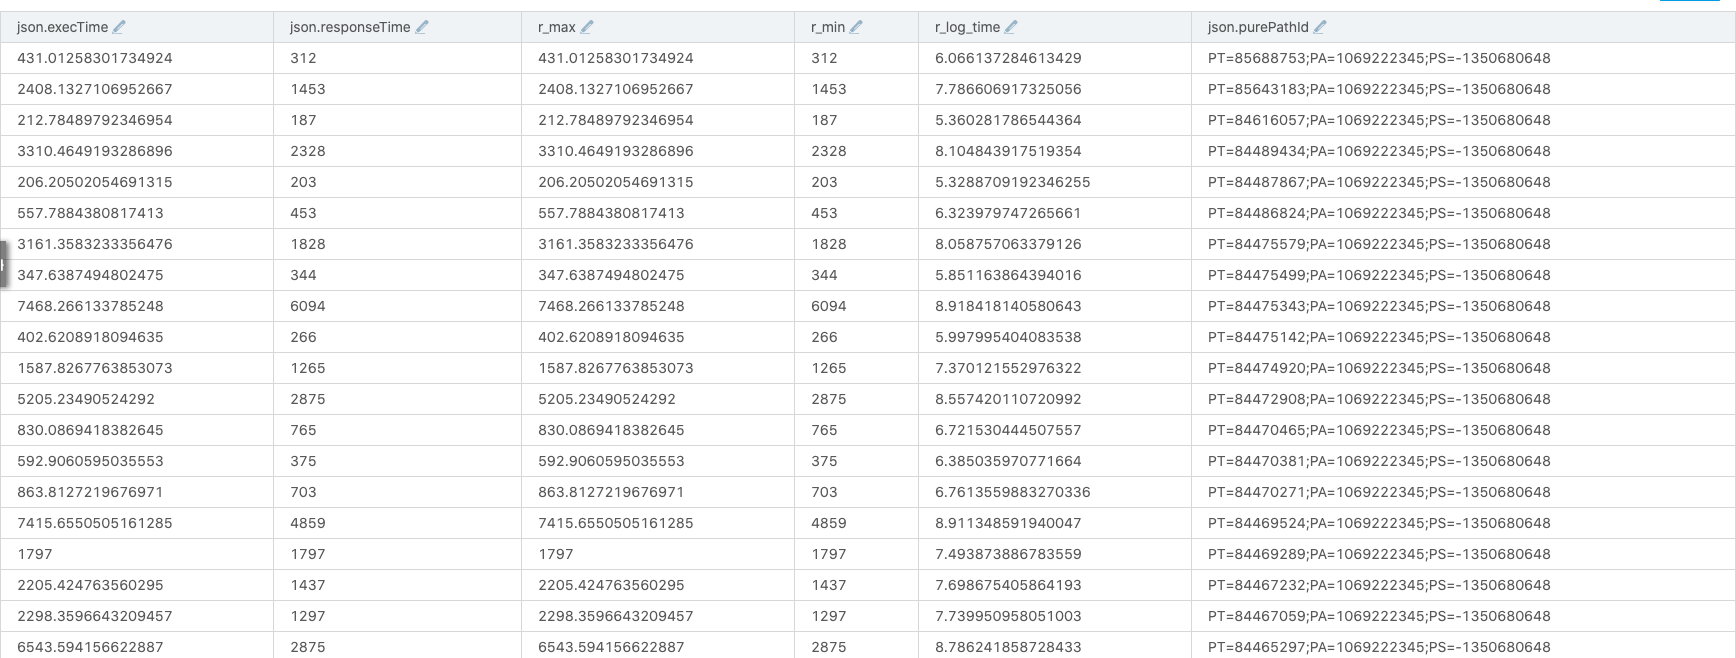 json.execTime json.responseTime r_max r_min r_log_time json.purePathId
431.01258301734924 312 431.01258301734924 312 6.066137284613429 PT=85688753;PA=1069222345;PS=-1350680648
2408.1327106952667 1453 2408.1327106952667 1453 7.786606917325056 PT=85643183;PA=1069222345;PS=-1350680648
212.78489792346954 187 212.78489792346954 187 5.360281786544364 PT=84616057;PA=1069222345;PS=-1350680648
3310.4649193286896 2328 3310.4649193286896 2328 8.104843917519354 PT=84489434;PA=1069222345;PS=-1350680648
206.20502054691315 203 206.20502054691315 203 5.3288709192346255 PT=84487867;PA=1069222345;PS=-1350680648
557.7884380817413 453 557.7884380817413 453 6.323979747265661 PT=84486824;PA=1069222345;PS=-1350680648
3161.3583233356476 1828 3161.3583233356476 1828 8.058757063379126 PT=84475579;PA=1069222345;PS=-1350680648
347.6387494802475 344 347.6387494802475 344 5.851163864394016 PT=84475499;PA=1069222345;PS=-1350680648
7468.266133785248 6094 7468.266133785248 6094 8.918418140580643 PT=84475343;PA=1069222345;PS=-1350680648
402.6208918094635 266 402.6208918094635 266 5.997995404083538 PT=84475142;PA=1069222345;PS=-1350680648
1587.8267763853073 1265 1587.8267763853073 1265 7.370121552976322 PT=84474920;PA=1069222345;PS=-1350680648
5205.23490524292 2875 5205.23490524292 2875 8.557420110720992 PT=84472908;PA=1069222345;PS=-1350680648
830.0869418382645 765 830.0869418382645 765 6.721530444507557 PT=84470465;PA=1069222345;PS=-1350680648
592.9060595035553 375 592.9060595035553 375 6.385035970771664 PT=84470381;PA=1069222345;PS=-1350680648
863.8127219676971 703 863.8127219676971 703 6.7613559883270336 PT=84470271;PA=1069222345;PS=-1350680648
7415.6550505161285 4859 7415.6550505161285 4859 8.911348591940047 PT=84469524;PA=1069222345;PS=-1350680648
1797 1797 1797 1797 7.493873886783559 PT=84469289;PA=1069222345;PS=-1350680648
2205.424763560295 1437 2205.424763560295 1437 7.698675405864193 PT=84467232;PA=1069222345;PS=-1350680648
2298.3596643209457 1297 2298.3596643209457 1297 7.739950958051003 PT=84467059;PA=1069222345;PS=-1350680648
6543.594156622887 2875 6543.594156622887 2875 8.786241858728433 PT=84465297;PA=1069222345;PS=-1350680648